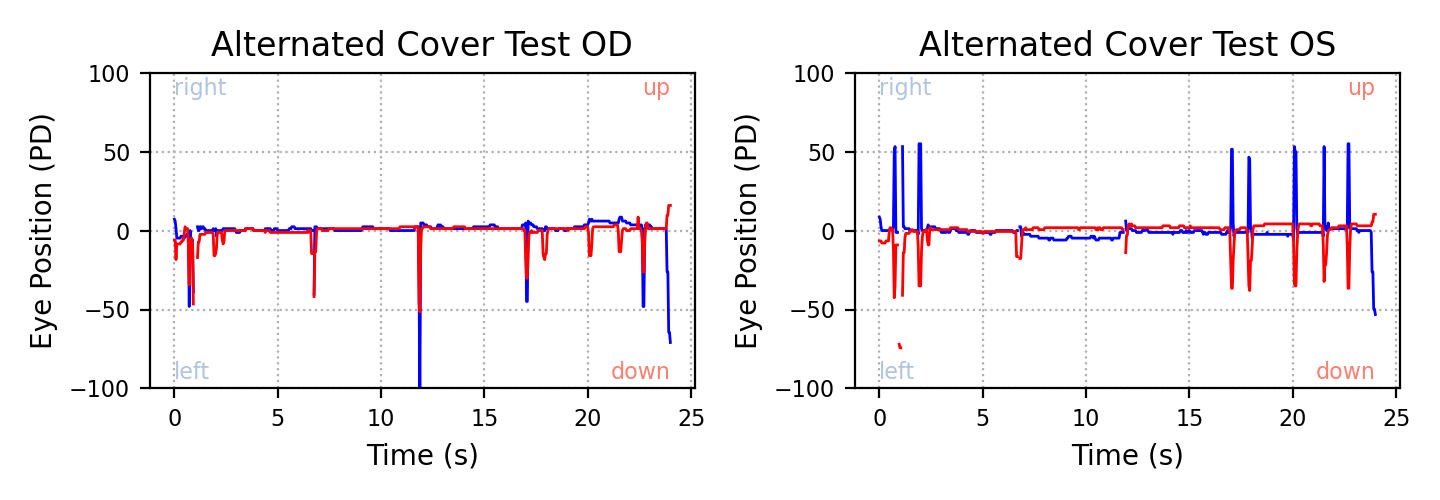 Alternated Cover Test OD
100
50
0
−50
−100
Eye Position (PD)
right
up
left
down
0
5
10
15
20
25
Time (s)
Alternated Cover Test OS
100
50
0
−50
−100
Eye Position (PD)
right
up
left
down
0
5
10
15
20
25
Time (s)